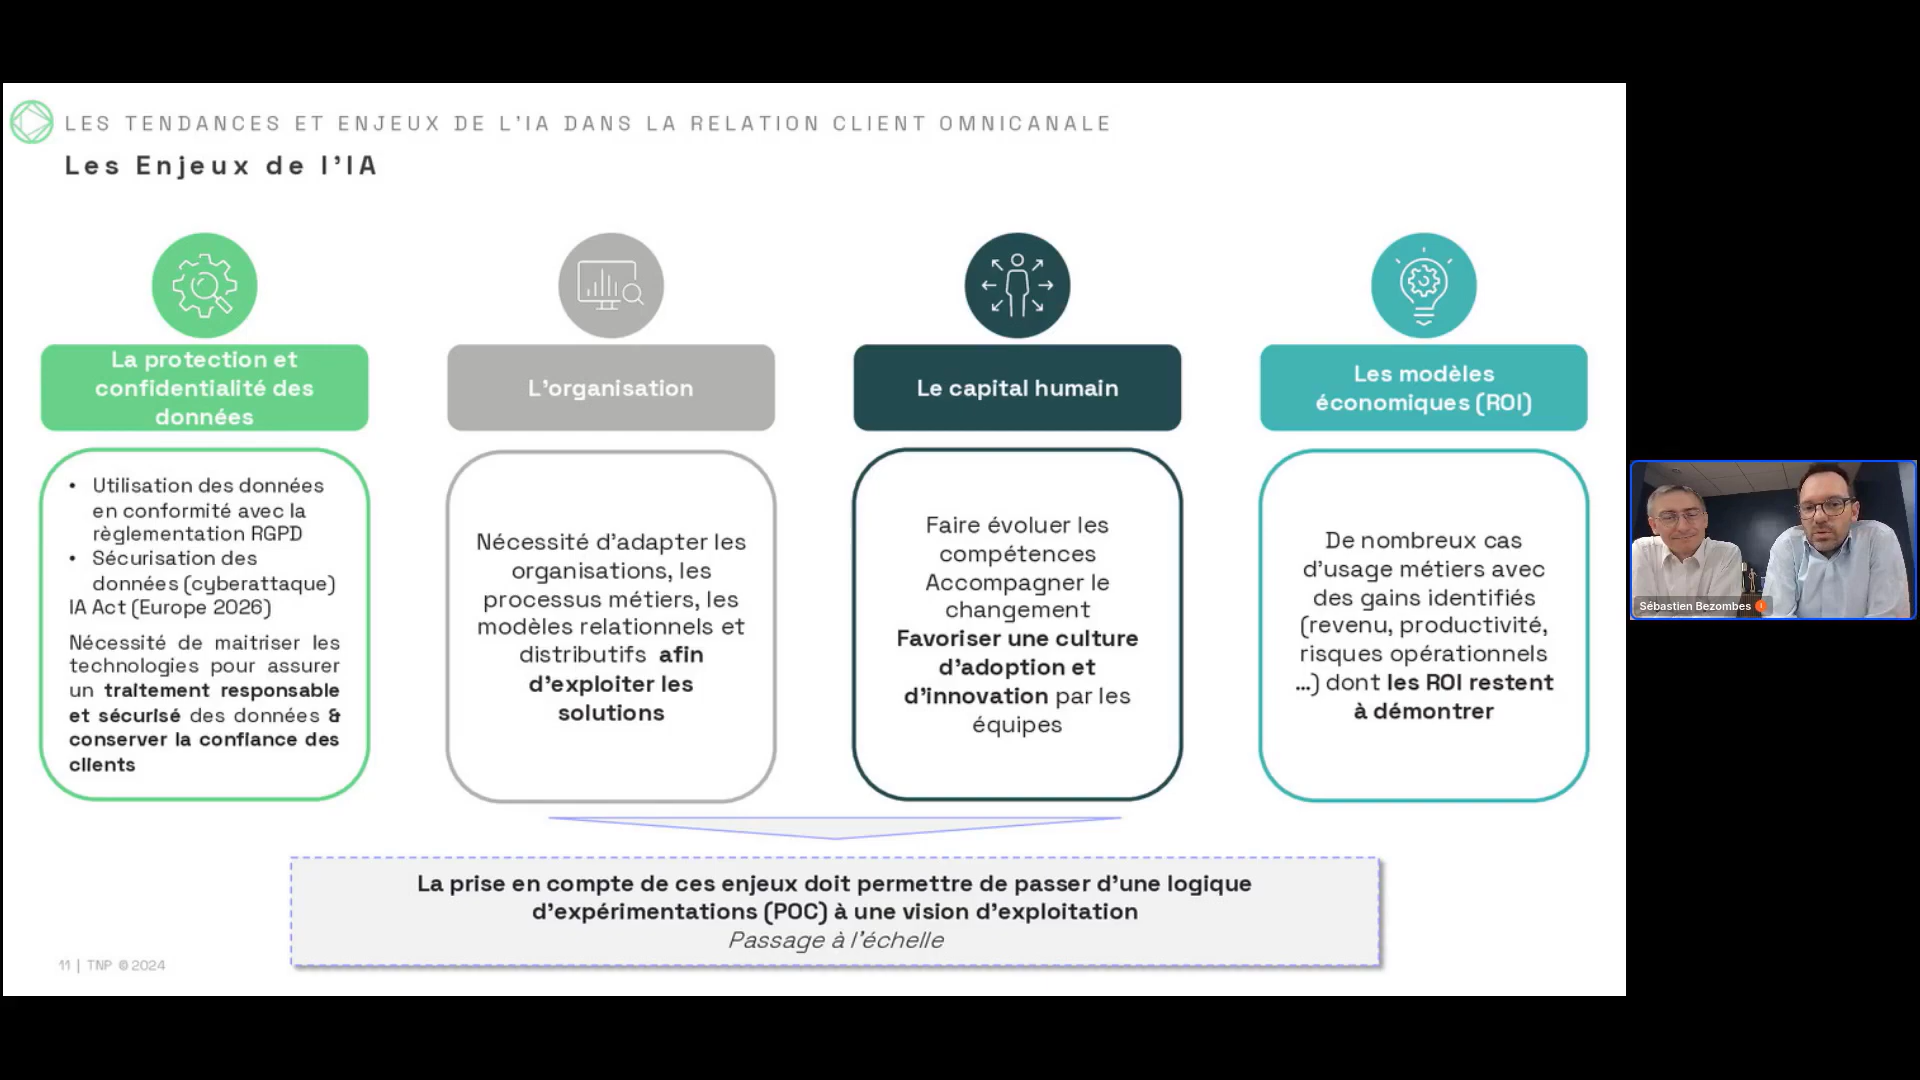 LES TENDANCES ET ENJEUX DE L'IA DANS LA RELATION CLIENT OMNICANALE
Les Enjeux de l'IA
La protection et
confidentialité des
données
• Utilisation des données
en conformité avec la
règlementation RGPD
• Sécurisation des
données (cyberattaque)
IA Act (Europe 2026)
Nécessité de maitriser les
technologies pour assurer
un traitement responsable
et sécurisé des données &
conserver la confiance des
clients
L'organisation
Nécessité d'adapter les
organisations, les
processus métiers, les
modèles relationnels et
distributifs afin
d'exploiter les
solutions
Le capital humain
Faire évoluer les
compétences
Accompagner le
changement
Favoriser une culture
d'adoption et
d'innovation par les
équipes
Les modèles
économiques (ROI)
De nombreux cas
d'usage métiers avec
des gains identifiés
(revenu, productivité,
risques opérationnels
...) dont les ROI restent
à démontrer
La prise en compte de ces enjeux doit permettre de passer d'une logique
d'expérimentations (POC) à une vision d'exploitation
Passage à l'échelle
11 | TNP © 2024
Sébastien Bezombes